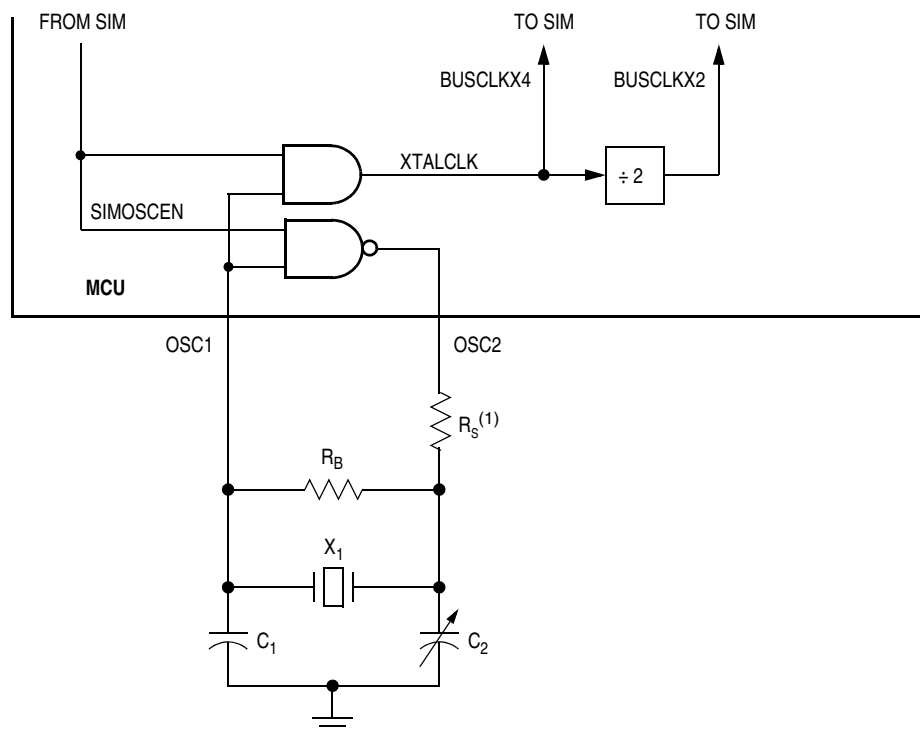 FROM SIM
TO SIM
TO SIM
BUSCLKX4
BUSCLKX2
XTALCLK
÷ 2
SIMOSCEN
MCU
OSC1
OSC2
RS(1)
RB
X1
C1
C2